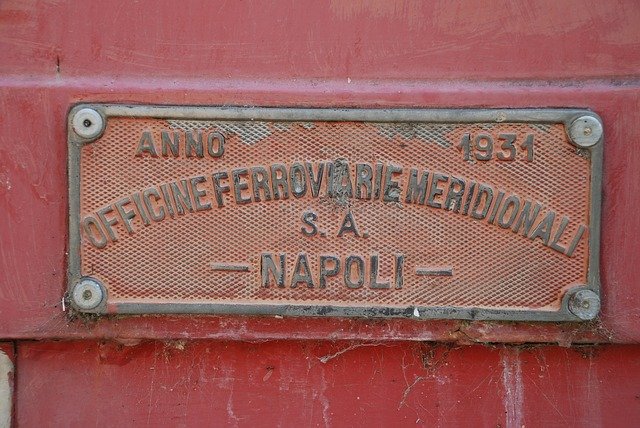 ANNO 1931
OFFICINE FERROVIARIE MERIDIONALI
S. A.
— NAPOLI —